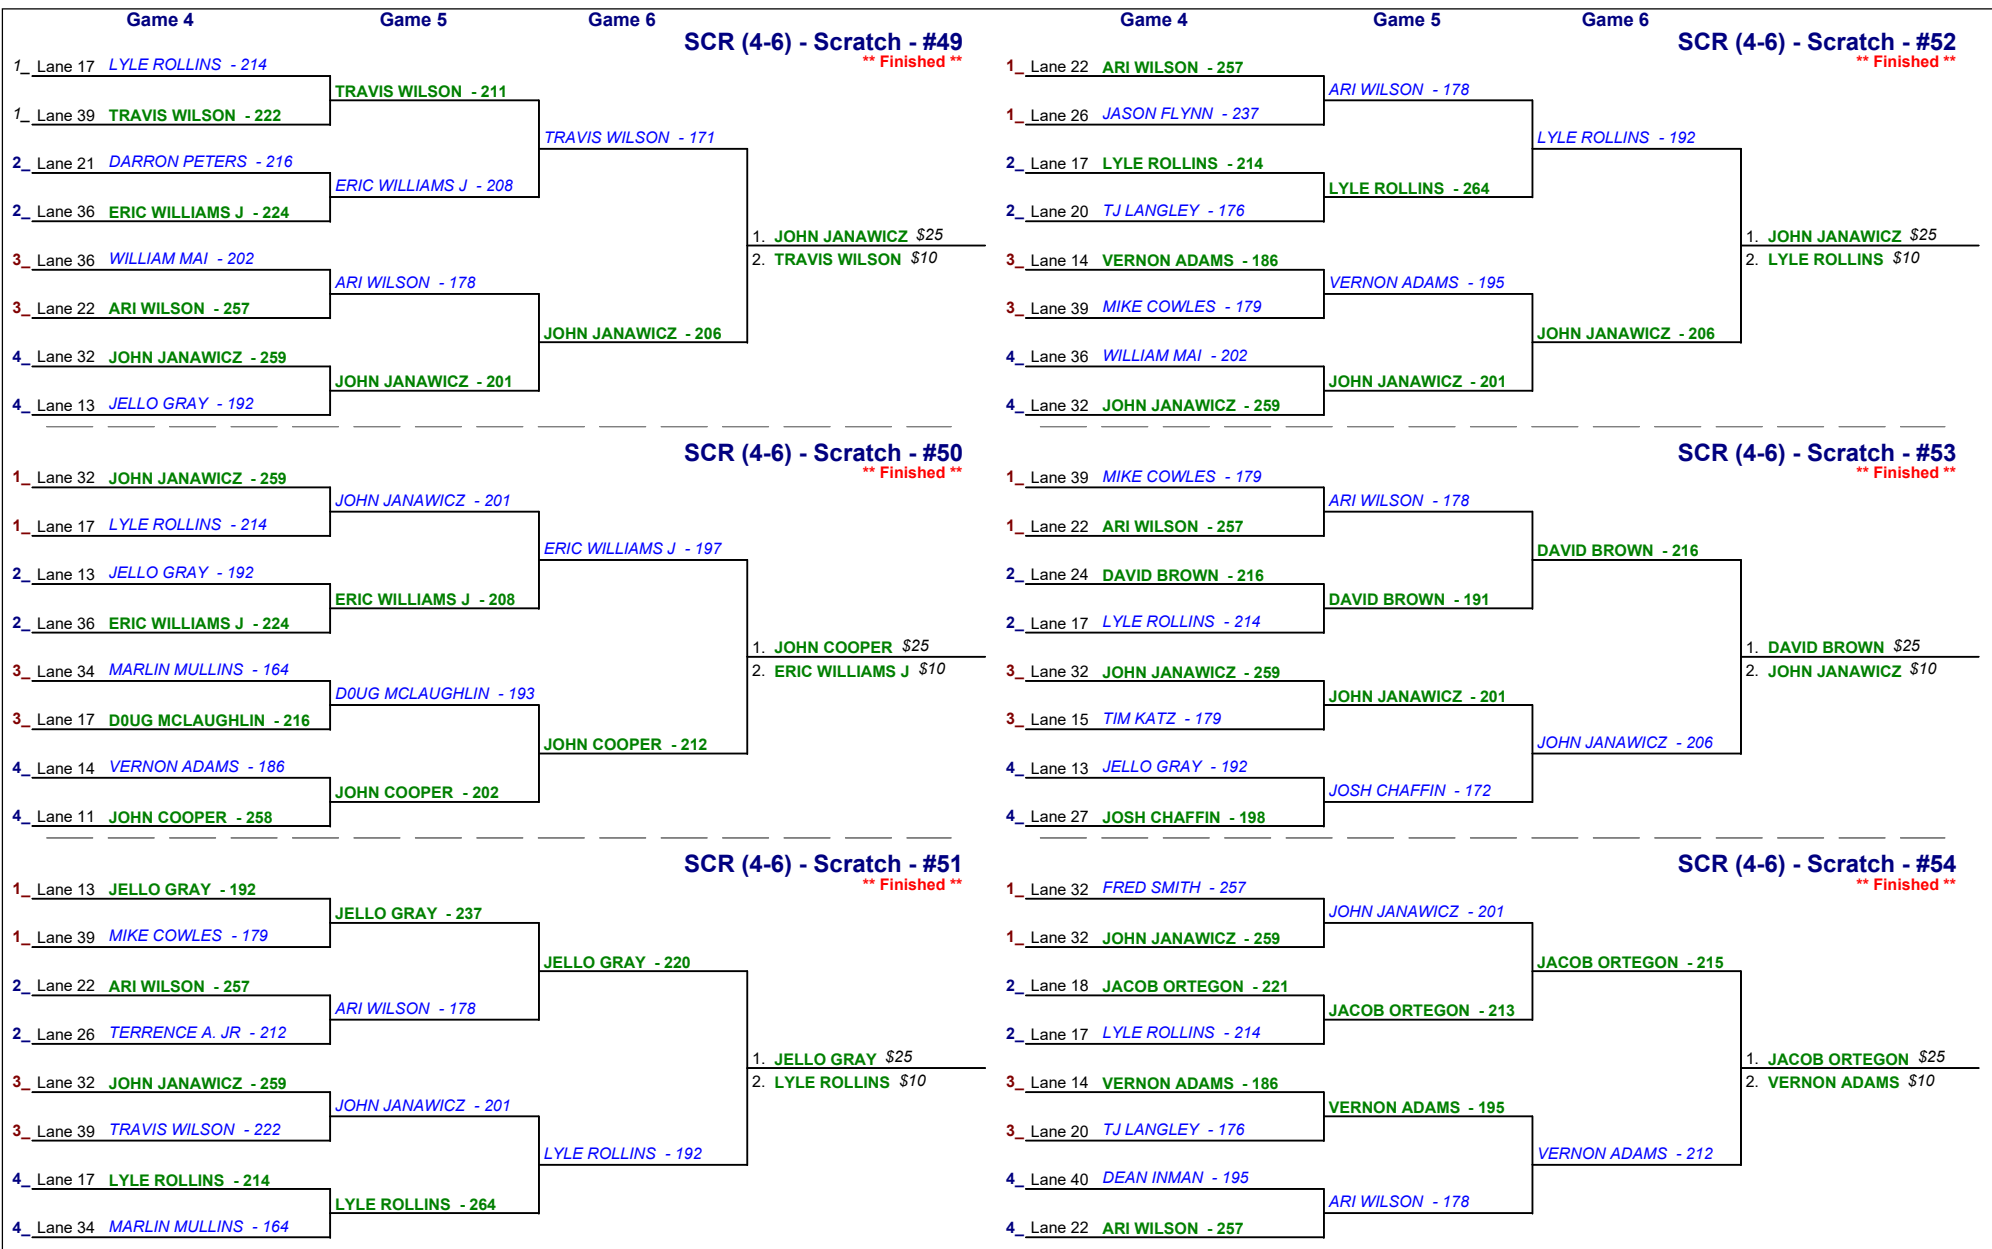 Game 4 Game 5 Game 6
SCR (4-6) - Scratch - #49
** Finished **
1_ Lane 17 LYLE ROLLINS - 214
TRAVIS WILSON - 211
1_ Lane 39 TRAVIS WILSON - 222
TRAVIS WILSON - 171
2_ Lane 21 DARRON PETERS - 216
ERIC WILLIAMS J - 208
2_ Lane 36 ERIC WILLIAMS J - 224
1. JOHN JANAWICZ $25
2. TRAVIS WILSON $10
3_ Lane 36 WILLIAM MAI - 202
ARI WILSON - 178
3_ Lane 22 ARI WILSON - 257
JOHN JANAWICZ - 206
4_ Lane 32 JOHN JANAWICZ - 259
JOHN JANAWICZ - 201
4_ Lane 13 JELLO GRAY - 192
SCR (4-6) - Scratch - #50
** Finished **
1_ Lane 32 JOHN JANAWICZ - 259
JOHN JANAWICZ - 201
1_ Lane 17 LYLE ROLLINS - 214
ERIC WILLIAMS J - 197
2_ Lane 13 JELLO GRAY - 192
ERIC WILLIAMS J - 208
2_ Lane 36 ERIC WILLIAMS J - 224
1. JOHN COOPER $25
2. ERIC WILLIAMS J $10
3_ Lane 34 MARLIN MULLINS - 164
D0UG MCLAUGHLIN - 193
3_ Lane 17 D0UG MCLAUGHLIN - 216
JOHN COOPER - 212
4_ Lane 14 VERNON ADAMS - 186
JOHN COOPER - 202
4_ Lane 11 JOHN COOPER - 258
SCR (4-6) - Scratch - #51
** Finished **
1_ Lane 13 JELLO GRAY - 192
JELLO GRAY - 237
1_ Lane 39 MIKE COWLES - 179
JELLO GRAY - 220
2_ Lane 22 ARI WILSON - 257
ARI WILSON - 178
2_ Lane 26 TERRENCE A. JR - 212
1. JELLO GRAY $25
2. LYLE ROLLINS $10
3_ Lane 32 JOHN JANAWICZ - 259
JOHN JANAWICZ - 201
3_ Lane 39 TRAVIS WILSON - 222
LYLE ROLLINS - 192
4_ Lane 17 LYLE ROLLINS - 214
LYLE ROLLINS - 264
4_ Lane 34 MARLIN MULLINS - 164
Game 4 Game 5 Game 6
SCR (4-6) - Scratch - #52
** Finished **
1_ Lane 22 ARI WILSON - 257
ARI WILSON - 178
1_ Lane 26 JASON FLYNN - 237
LYLE ROLLINS - 192
2_ Lane 17 LYLE ROLLINS - 214
LYLE ROLLINS - 264
2_ Lane 20 TJ LANGLEY - 176
1. JOHN JANAWICZ $25
2. LYLE ROLLINS $10
3_ Lane 14 VERNON ADAMS - 186
VERNON ADAMS - 195
3_ Lane 39 MIKE COWLES - 179
JOHN JANAWICZ - 206
4_ Lane 36 WILLIAM MAI - 202
JOHN JANAWICZ - 201
4_ Lane 32 JOHN JANAWICZ - 259
SCR (4-6) - Scratch - #53
** Finished **
1_ Lane 39 MIKE COWLES - 179
ARI WILSON - 178
1_ Lane 22 ARI WILSON - 257
DAVID BROWN - 216
2_ Lane 24 DAVID BROWN - 216
DAVID BROWN - 191
2_ Lane 17 LYLE ROLLINS - 214
1. DAVID BROWN $25
2. JOHN JANAWICZ $10
3_ Lane 32 JOHN JANAWICZ - 259
JOHN JANAWICZ - 201
3_ Lane 15 TIM KATZ - 179
JOHN JANAWICZ - 206
4_ Lane 13 JELLO GRAY - 192
JOSH CHAFFIN - 172
4_ Lane 27 JOSH CHAFFIN - 198
SCR (4-6) - Scratch - #54
** Finished **
1_ Lane 32 FRED SMITH - 257
JOHN JANAWICZ - 201
1_ Lane 32 JOHN JANAWICZ - 259
JACOB ORTEGON - 215
2_ Lane 18 JACOB ORTEGON - 221
JACOB ORTEGON - 213
2_ Lane 17 LYLE ROLLINS - 214
1. JACOB ORTEGON $25
2. VERNON ADAMS $10
3_ Lane 14 VERNON ADAMS - 186
VERNON ADAMS - 195
3_ Lane 20 TJ LANGLEY - 176
VERNON ADAMS - 212
4_ Lane 40 DEAN INMAN - 195
ARI WILSON - 178
4_ Lane 22 ARI WILSON - 257